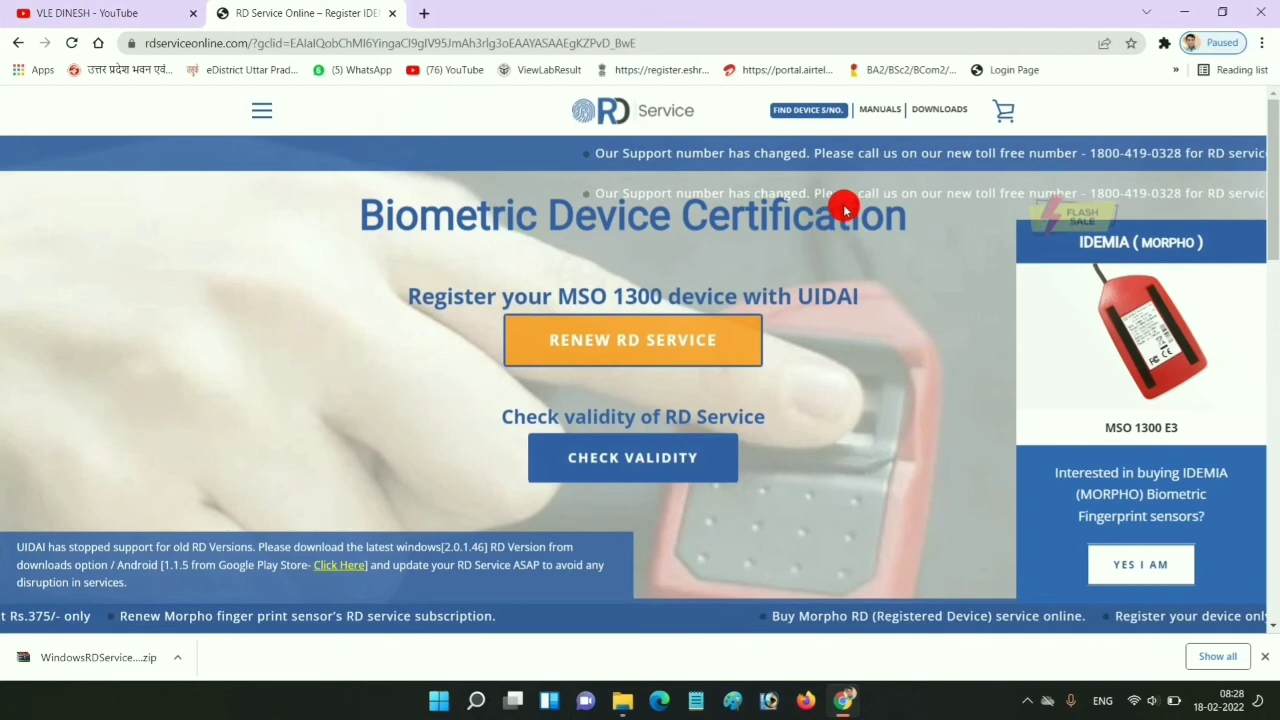 VLE DINESH - YouTube
RD Service Online – Register IDE
rdserviceonline.com/?gclid=EAIaIQobChMI6YingaCI9gIV95JmAh3rlg3oEAAYASAAEgKZPvD_BwE
Paused
Apps
उत्तर प्रदेश भवन एवं...
eDistrict Uttar Prad...
(5) WhatsApp
(76) YouTube
ViewLabResult
https://register.eshr...
https://portal.airtel...
BA2/BSc2/BCom2/...
Login Page
»
Reading list
RD Service
FIND DEVICE S/NO.
MANUALS
DOWNLOADS
Our Support number has changed. Please call us on our new toll free number - 1800-419-0328 for RD servic
Our Support number has changed. Please call us on our new toll free number - 1800-419-0328 for RD servic
Biometric Device Certification
FLASH
SALE
IDEMIA ( MORPHO )
Register your MSO 1300 device with UIDAI
RENEW RD SERVICE
Check validity of RD Service
CHECK VALIDITY
MSO 1300 E3
Interested in buying IDEMIA
(MORPHO) Biometric
Fingerprint sensors?
YES I AM
UIDAI has stopped support for old RD Versions. Please download the latest windows[2.0.1.46] RD Version from
downloads option / Android [1.1.5 from Google Play Store- Click Here] and update your RD Service ASAP to avoid any
disruption in services.
t Rs.375/- only
Renew Morpho finger print sensor's RD service subscription.
Buy Morpho RD (Registered Device) service online.
Register your device onl
WindowsRDService....zip
Show all
ENG
08:28
18-02-2022